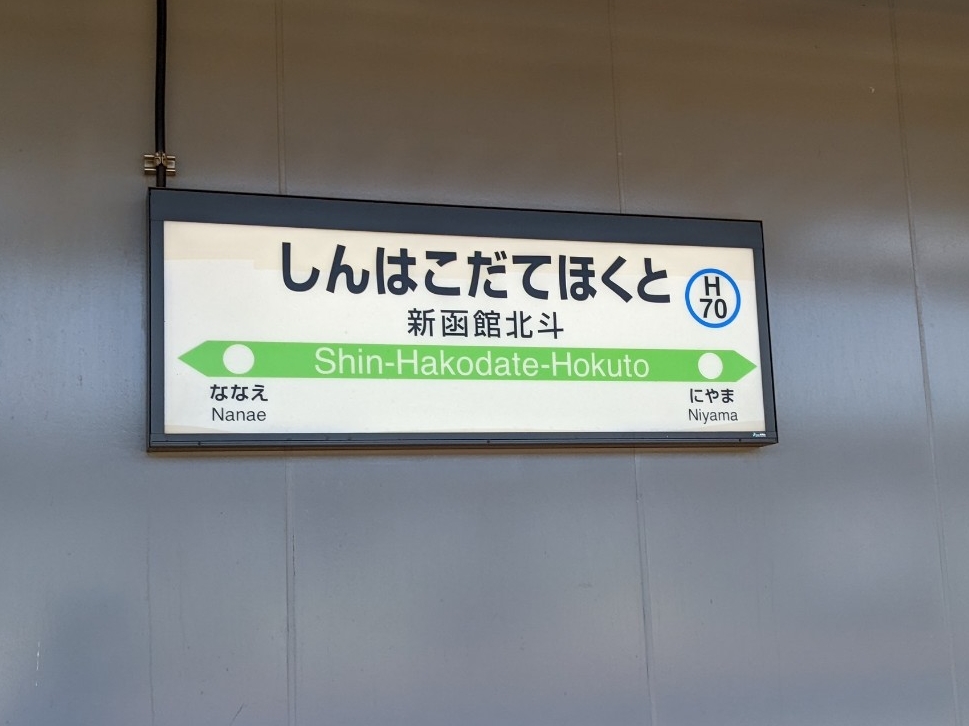 しんはこだてほくと
H
70
新函館北斗
Shin-Hakodate-Hokuto
ななえ
Nanae
にやま
Niyama